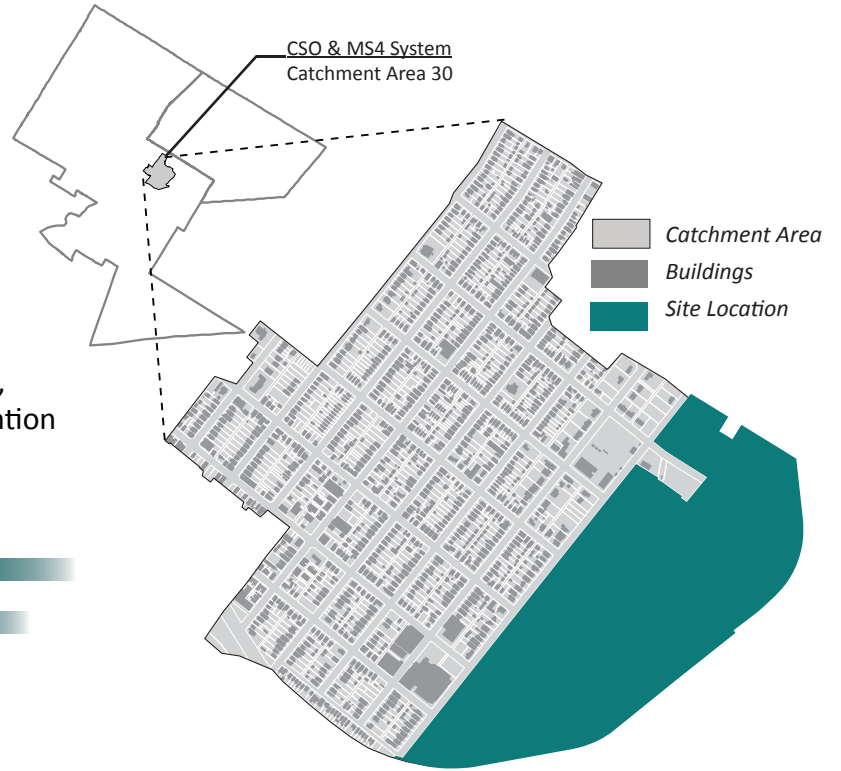 CSO & MS4 System
Catchment Area 30
Catchment Area
Buildings
Site Location
,